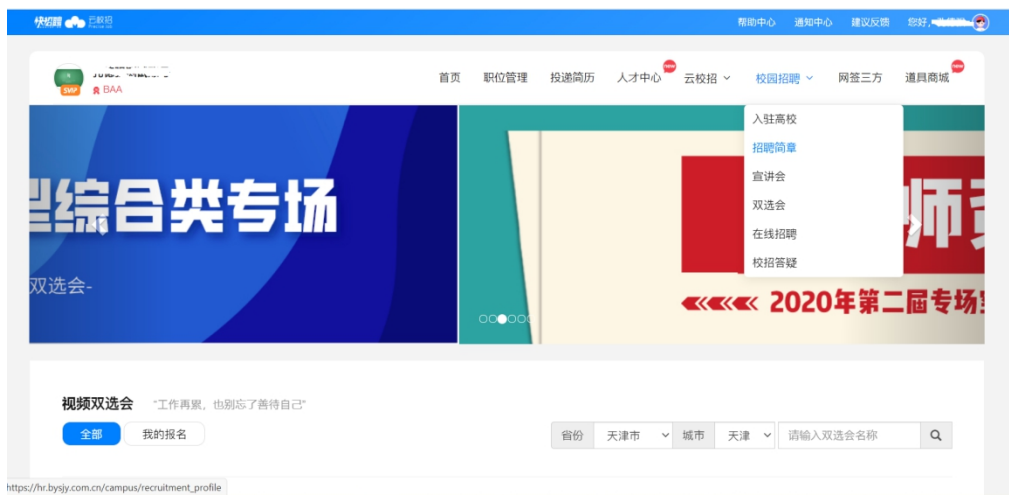 快招聘 云校招
帮助中心 通知中心 建议反馈 您好,
首页 职位管理 投递简历 人才中心 new 云校招 校园招聘 网签三方 道具商城 new
SVIP BAA
入驻高校
招聘简章
宣讲会
双选会
在线招聘
校招答疑
综合类专场
师
双选会-
2020年第二届专场
视频双选会 “工作再累，也别忘了善待自己”
全部 我的报名
省份 天津市 城市 天津 请输入双选会名称
https://hr.bysjy.com.cn/campus/recruitment_profile